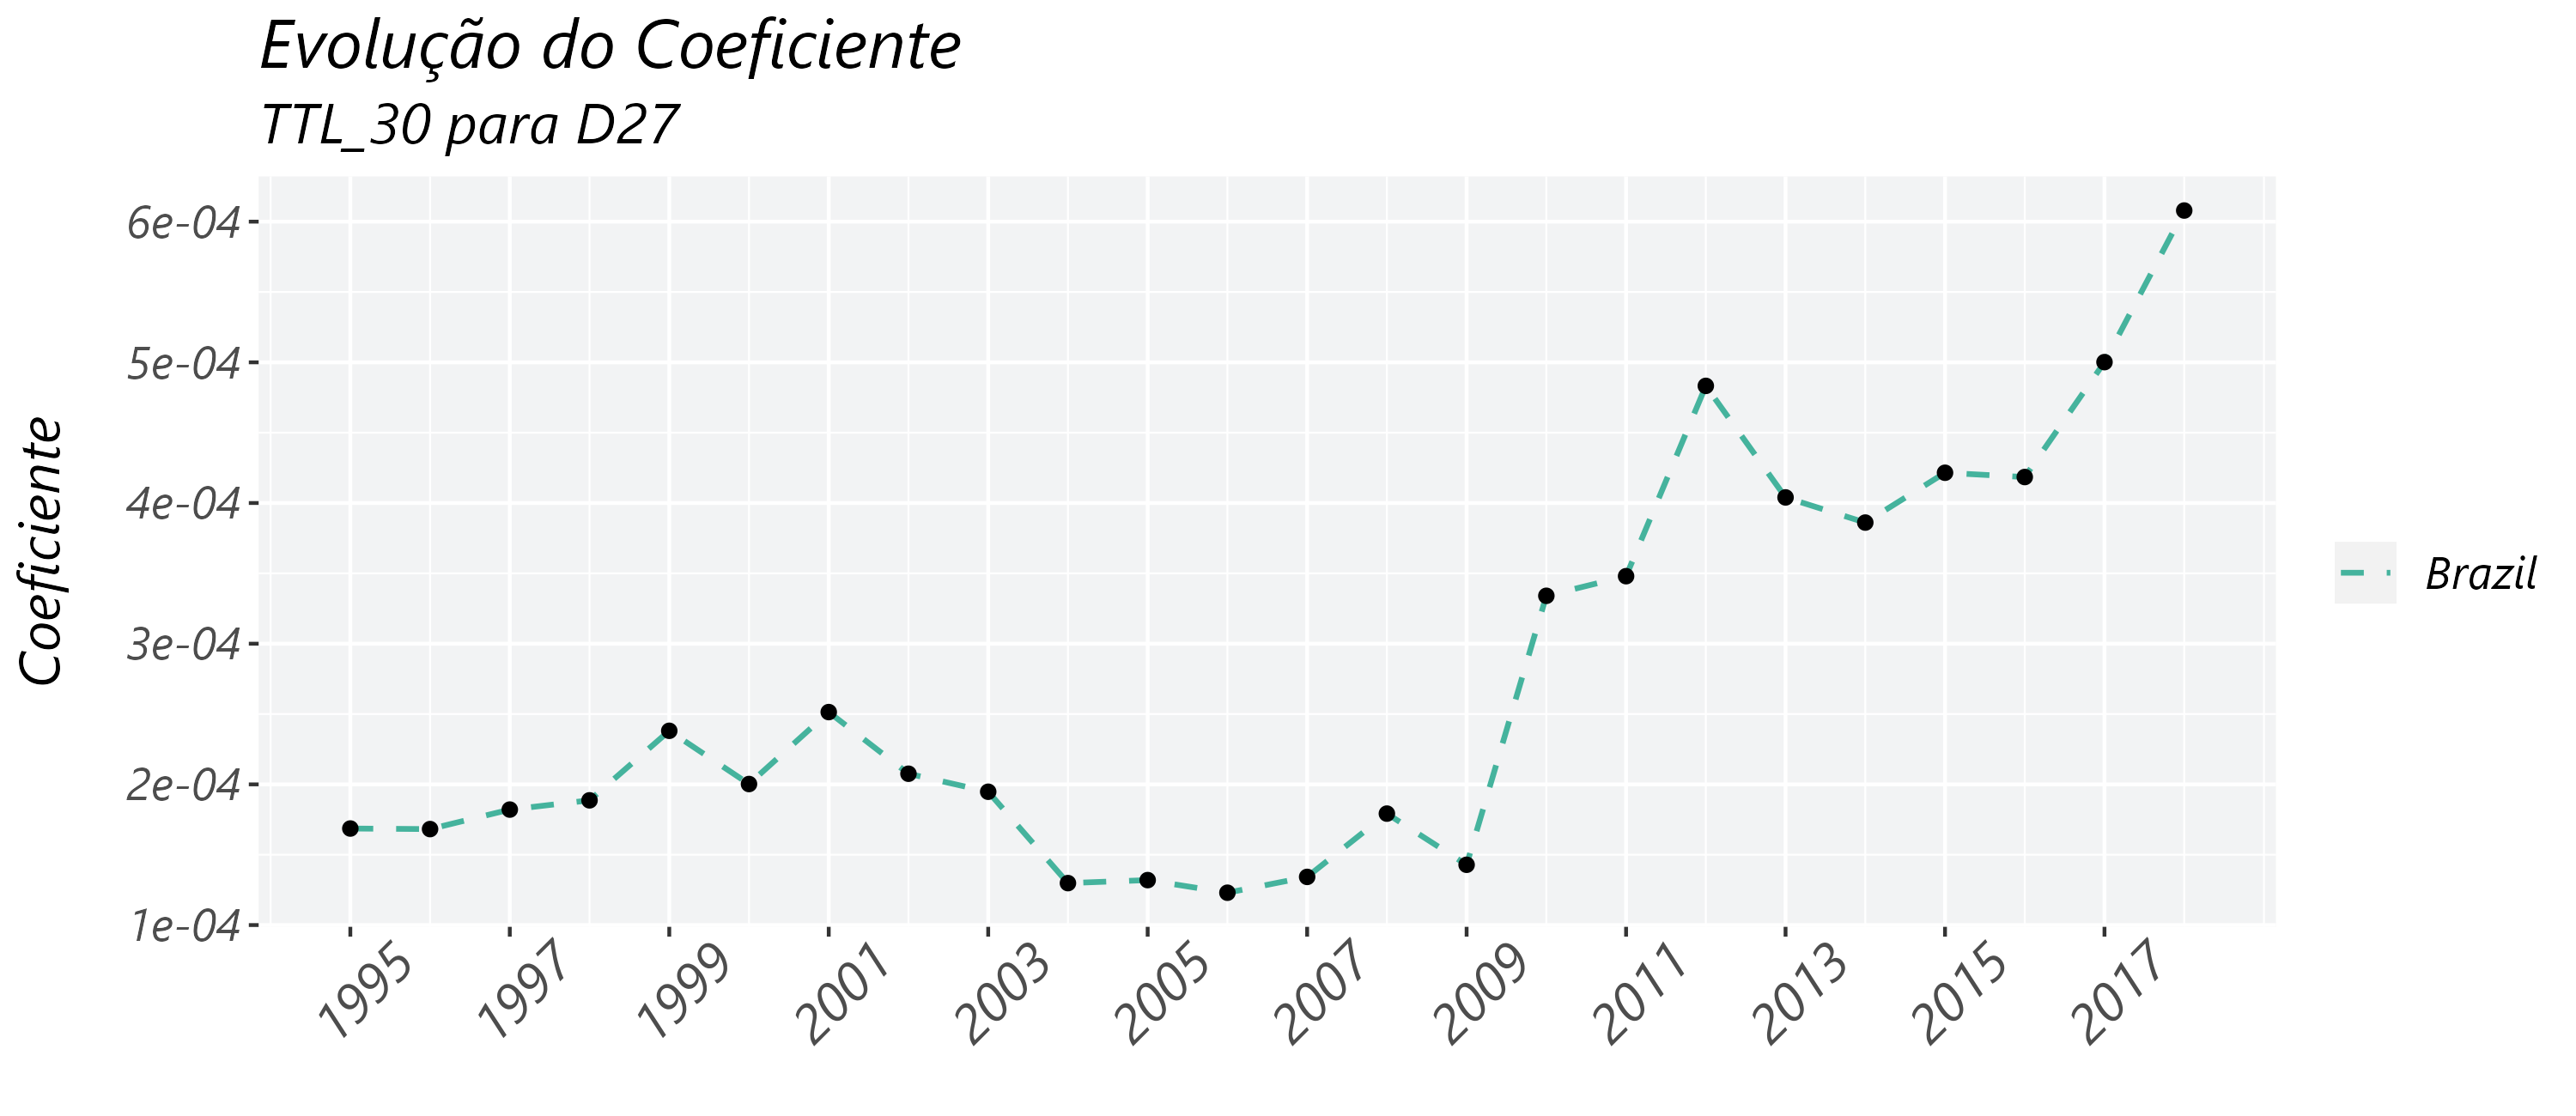 Evolução do Coeficiente
TTL_30 para D27
6e-04
5e-04
4e-04
3e-04
2e-04
1e-04
Coeficiente
1995
1997
1999
2001
2003
2005
2007
2009
2011
2013
2015
2017
Brazil